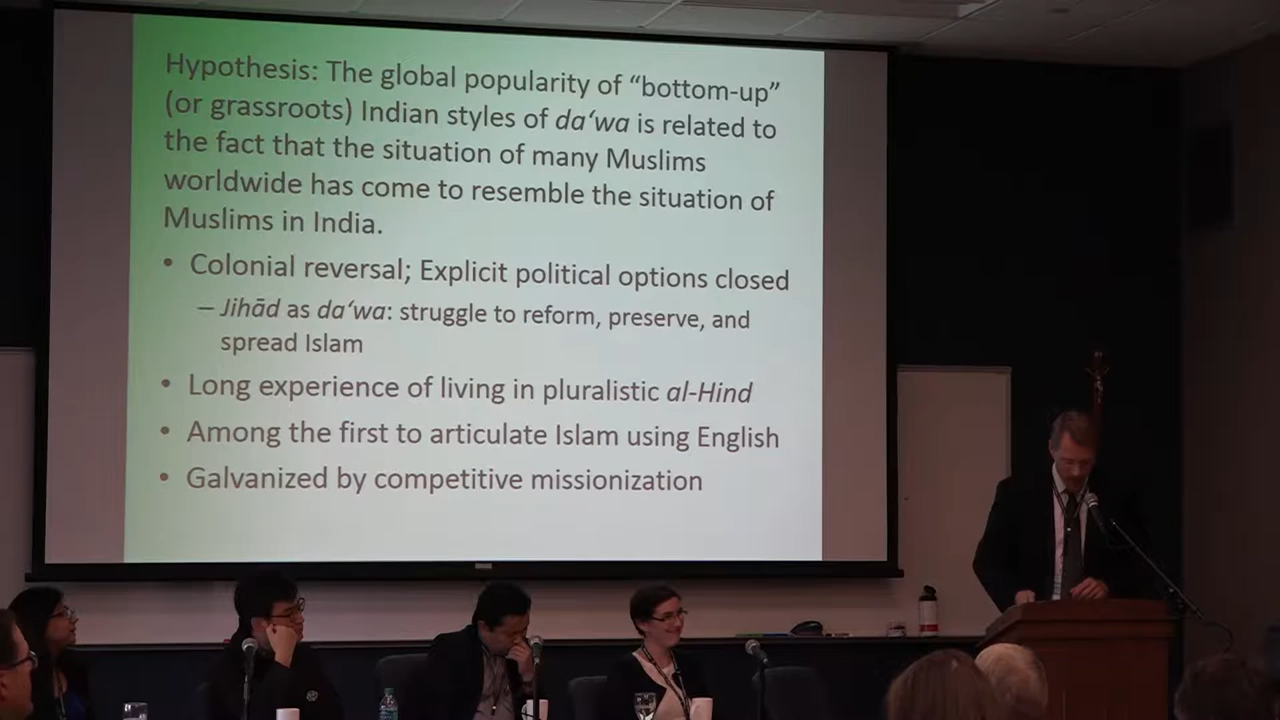 Hypothesis: The global popularity of “bottom-up”
(or grassroots) Indian styles of da‘wa is related to
the fact that the situation of many Muslims
worldwide has come to resemble the situation of
Muslims in India.
• Colonial reversal; Explicit political options closed
– Jihād as da‘wa: struggle to reform, preserve, and
spread Islam
• Long experience of living in pluralistic al-Hind
• Among the first to articulate Islam using English
• Galvanized by competitive missionization